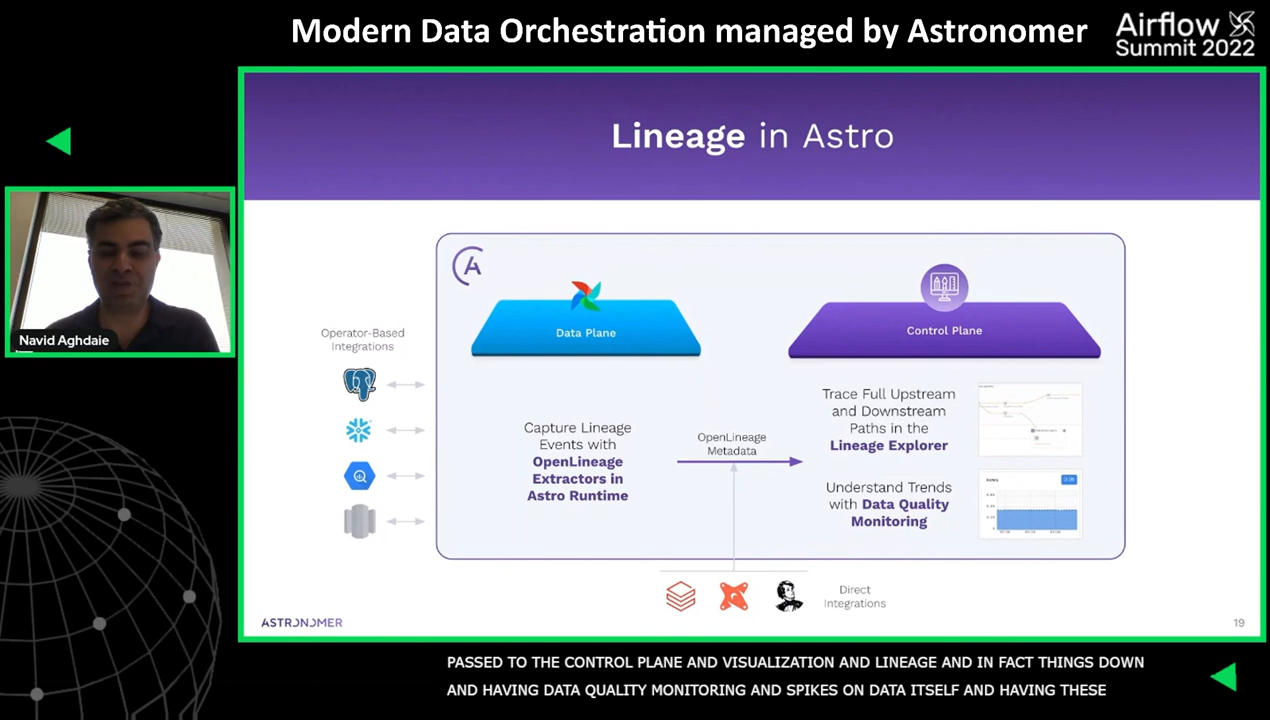 Modern Data Orchestration managed by Astronomer
Airflow
Summit 2022
Lineage in Astro
Navid Aghdaie
Operator-Based
Integrations
Data Plane
Control Plane
Capture Lineage
Events with
OpenLineage
Extractors in
Astro Runtime
OpenLineage
Metadata
Trace Full Upstream
and Downstream
Paths in the
Lineage Explorer
Understand Trends
with Data Quality
Monitoring
Direct
Integrations
ASTRONOMER
19
PASSED TO THE CONTROL PLANE AND VISUALIZATION AND LINEAGE AND IN FACT THINGS DOWN
AND HAVING DATA QUALITY MONITORING AND SPIKES ON DATA ITSELF AND HAVING THESE